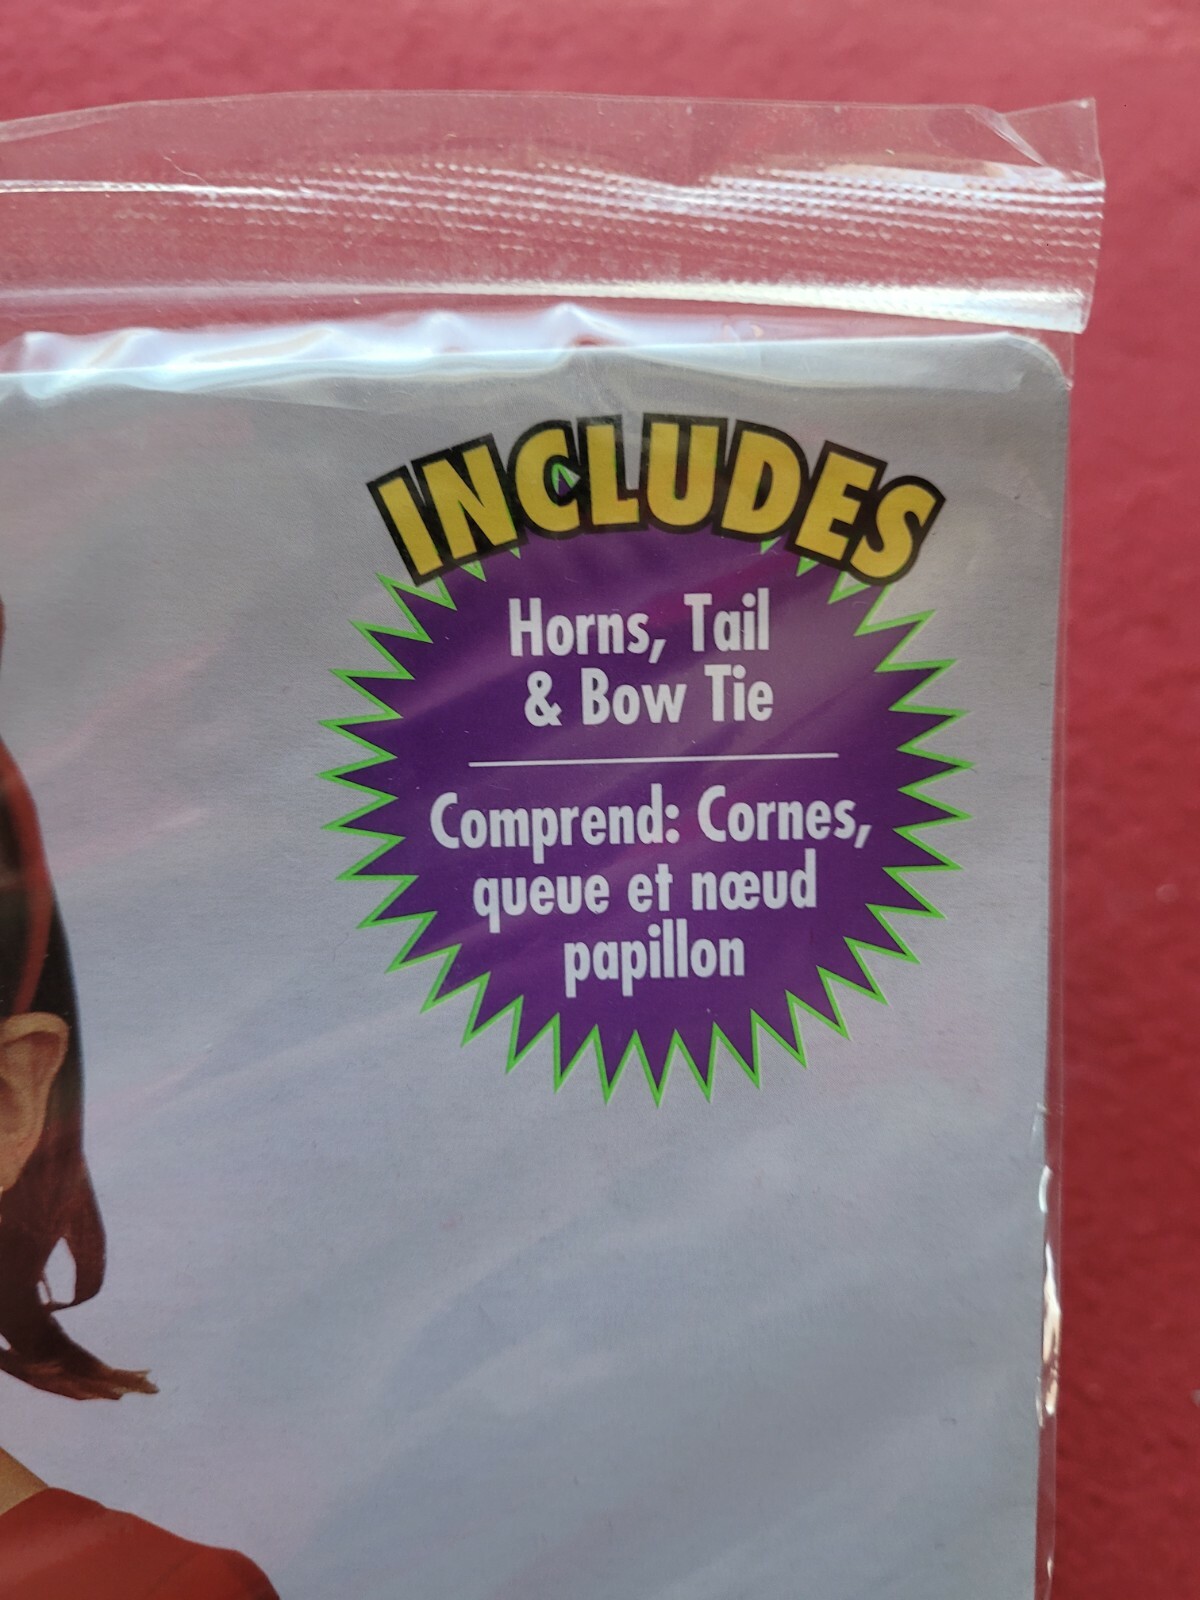 INCLUDES
Horns, Tail
& Bow Tie
Comprend: Cornes,
queue et nœud
papillon